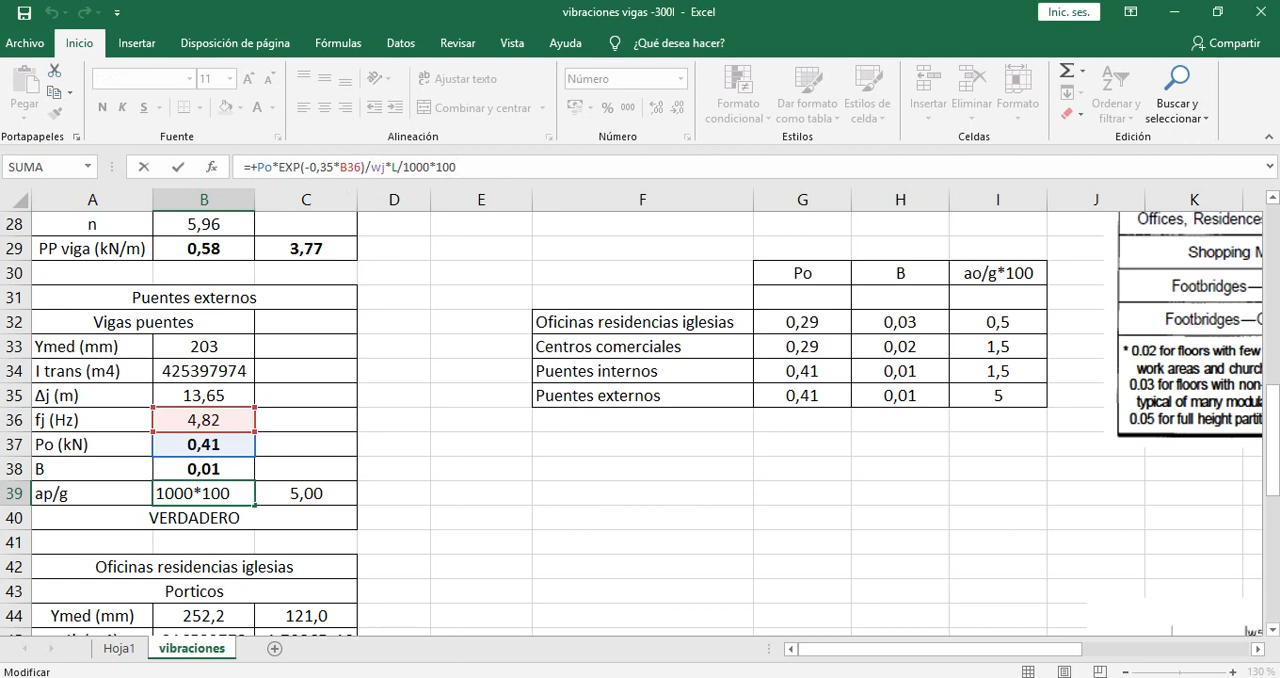 vibraciones vigas -300l - Excel
Inic. ses.
Archivo Inicio Insertar Disposición de página Fórmulas Datos Revisar Vista Ayuda ¿Qué desea hacer? Compartir
Pegar
11
N K S
Ajustar texto
Combinar y centrar
Número
% 000
Formato condicional
Dar formato como tabla
Estilos de celda
Insertar Eliminar Formato
Ordenar y filtrar
Buscar y seleccionar
Portapapeles Fuente Alineación Número Estilos Celdas Edición
SUMA =+Po*EXP(-0,35*B36)/wj*L/1000*100
A B C D E F G H I J K
28 n 5,96
29 PP viga (kN/m) 0,58 3,77
30 Po B ao/g*100
31 Puentes externos
32 Vigas puentes Oficinas residencias iglesias 0,29 0,03 0,5
33 Ymed (mm) 203 Centros comerciales 0,29 0,02 1,5
34 I trans (m4) 425397974 Puentes internos 0,41 0,01 1,5
35 Δj (m) 13,65 Puentes externos 0,41 0,01 5
36 fj (Hz) 4,82
37 Po (kN) 0,41
38 B 0,01
39 ap/g 1000*100 5,00
40 VERDADERO
41
42 Oficinas residencias iglesias
43 Porticos
44 Ymed (mm) 252,2 121,0
Offices, Residences
Shopping M
Footbridges—
Footbridges—
* 0.02 for floors with few
work areas and church
0.03 for floors with non-
typical of many modu
0.05 for full height partit
Hoja1 vibraciones
Modificar 130 %